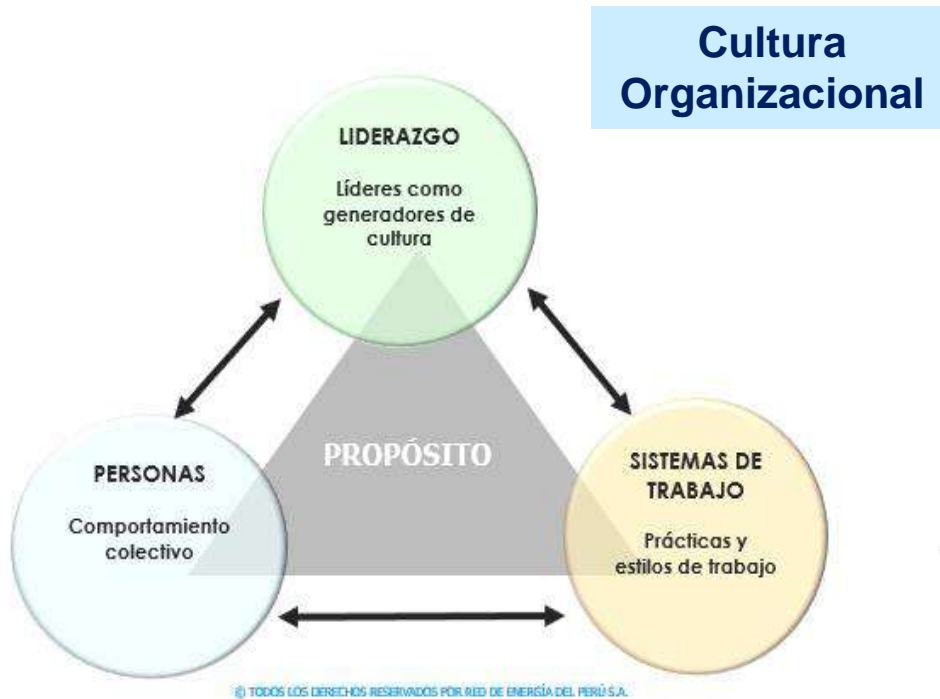 Cultura
Organizacional
LIDERAZGO
Líderes como
generadores de
cultura
PROPÓSITO
PERSONAS
Comportamiento
colectivo
SISTEMAS DE
TRABAJO
Prácticas y
estilos de trabajo
© TODOS LOS DERECHOS RESERVADOS POR RED DE ENERGÍA DEL PERÚ S.A.